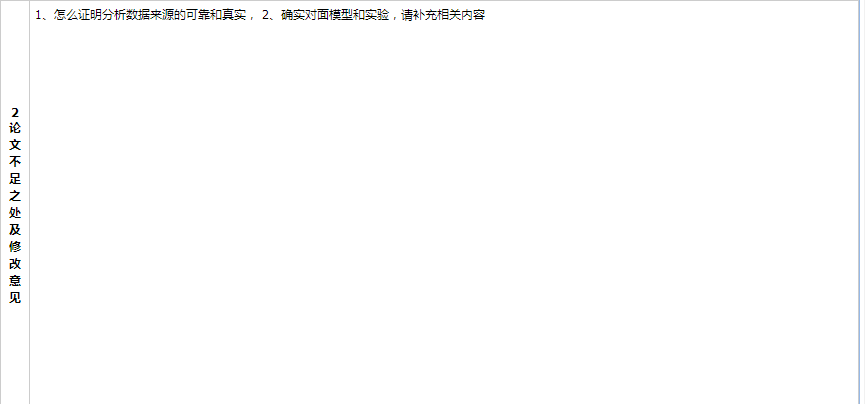 1、怎么证明分析数据来源的可靠和真实， 2、确实对面模型和实验，请补充相关内容
2
论
文
不
足
之
处
及
修
改
意
见